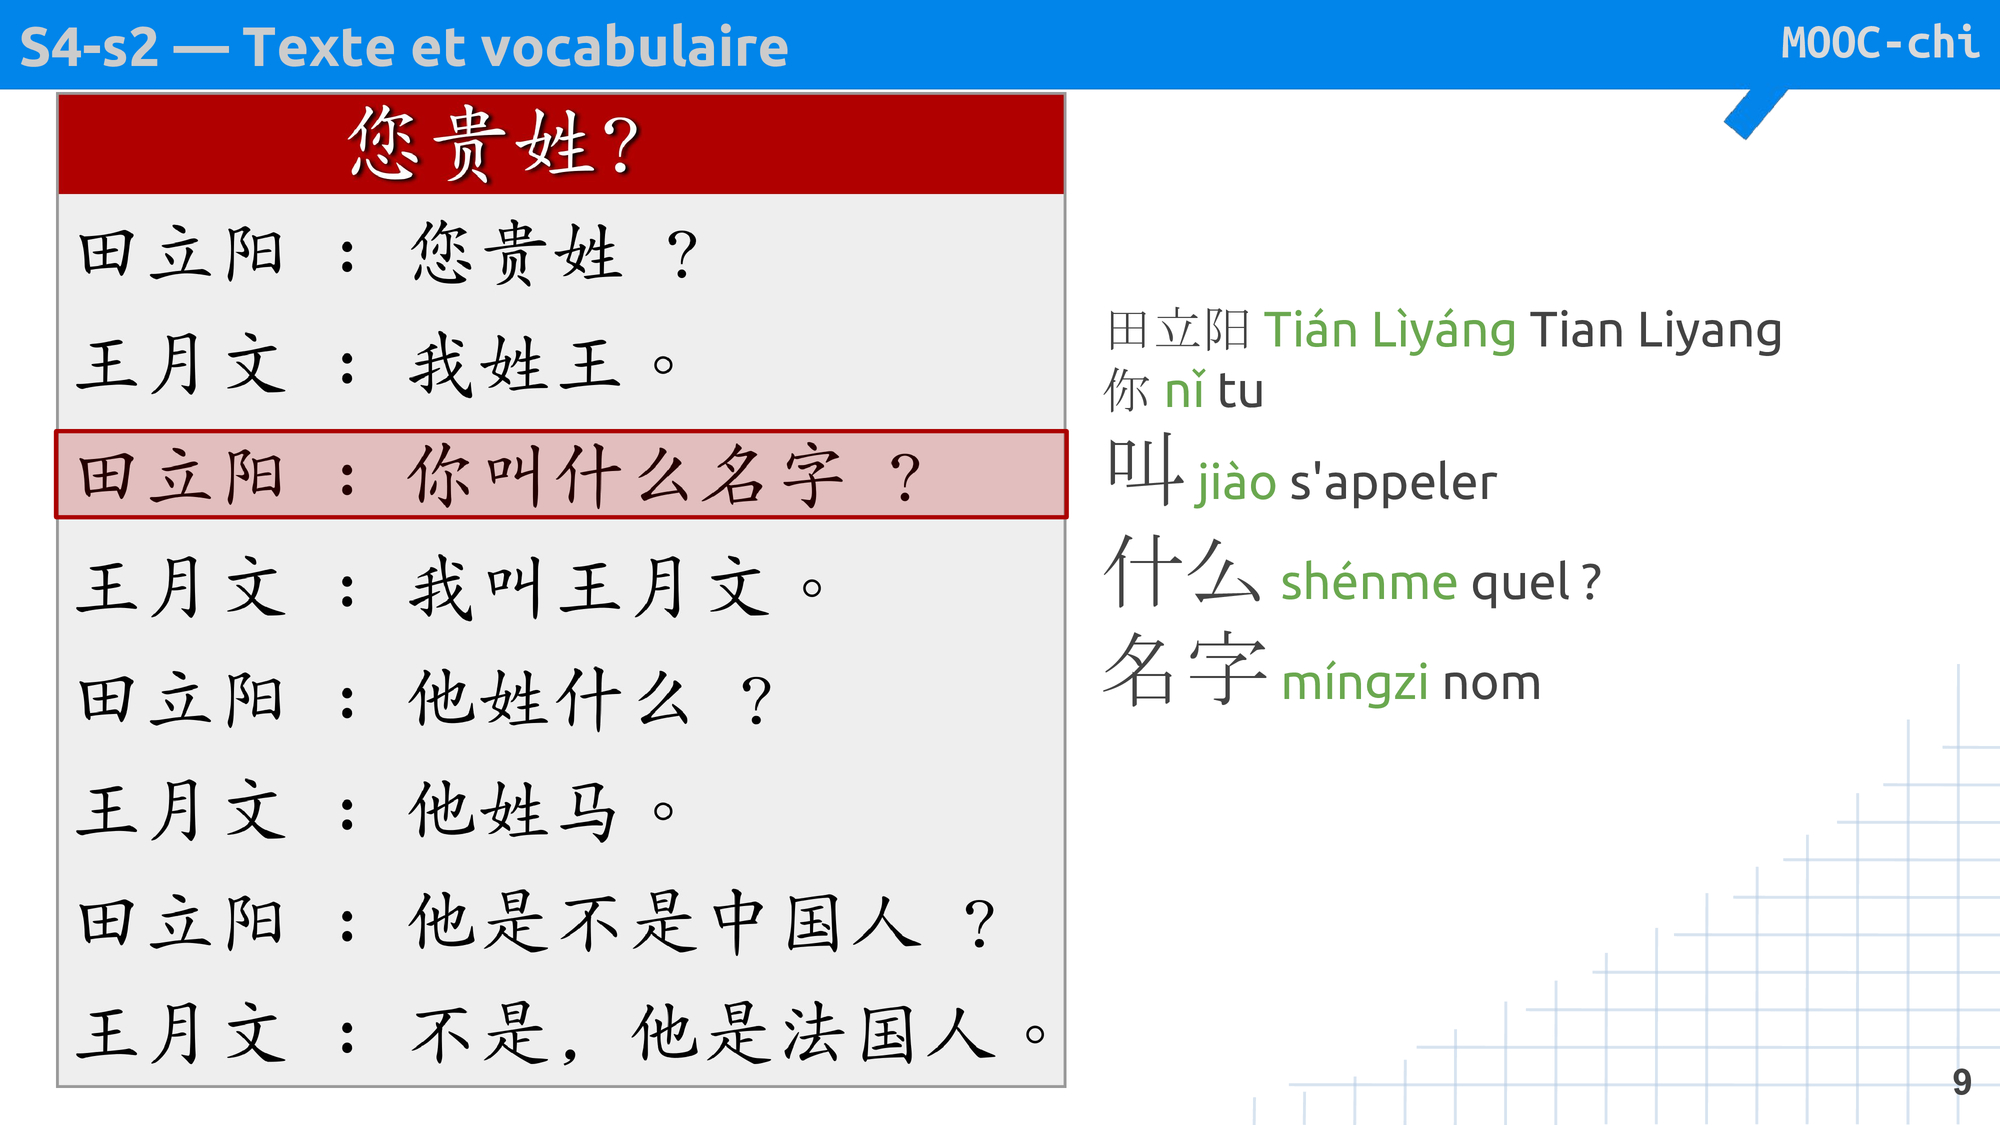 S4-s2 — Texte et vocabulaire
MOOC-chi
您贵姓?
田立阳 : 您贵姓 ?
王月文 : 我姓王。
田立阳 : 你叫什么名字 ?
王月文 : 我叫王月文。
田立阳 : 他姓什么 ?
王月文 : 他姓马。
田立阳 : 他是不是中国人 ?
王月文 : 不是, 他是法国人。
田立阳 Tián Lìyáng Tian Liyang
你 nǐ tu
叫 jiào s'appeler
什么 shénme quel ?
名字 míngzi nom
9